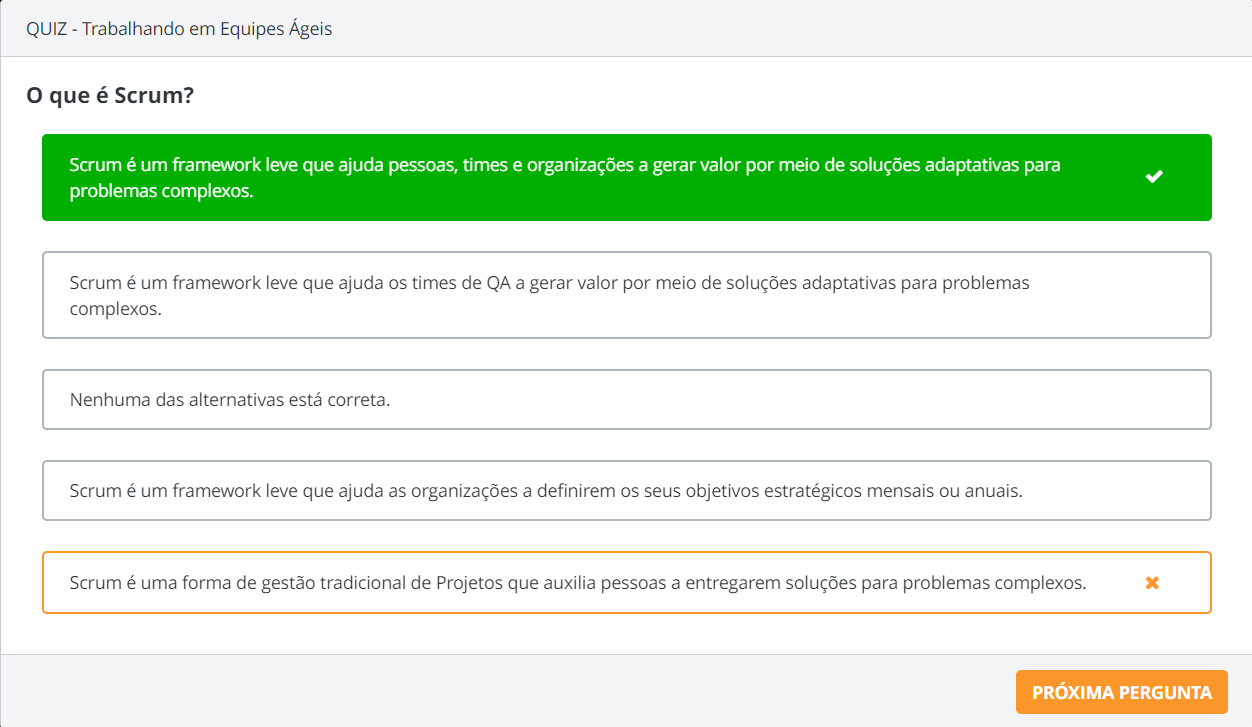 QUIZ - Trabalhando em Equipes Ágeis
O que é Scrum?
Scrum é um framework leve que ajuda pessoas, times e organizações a gerar valor por meio de soluções adaptativas para
problemas complexos.
Scrum é um framework leve que ajuda os times de QA a gerar valor por meio de soluções adaptativas para problemas
complexos.
Nenhuma das alternativas está correta.
Scrum é um framework leve que ajuda as organizações a definirem os seus objetivos estratégicos mensais ou anuais.
Scrum é uma forma de gestão tradicional de Projetos que auxilia pessoas a entregarem soluções para problemas complexos.
PRÓXIMA PERGUNTA